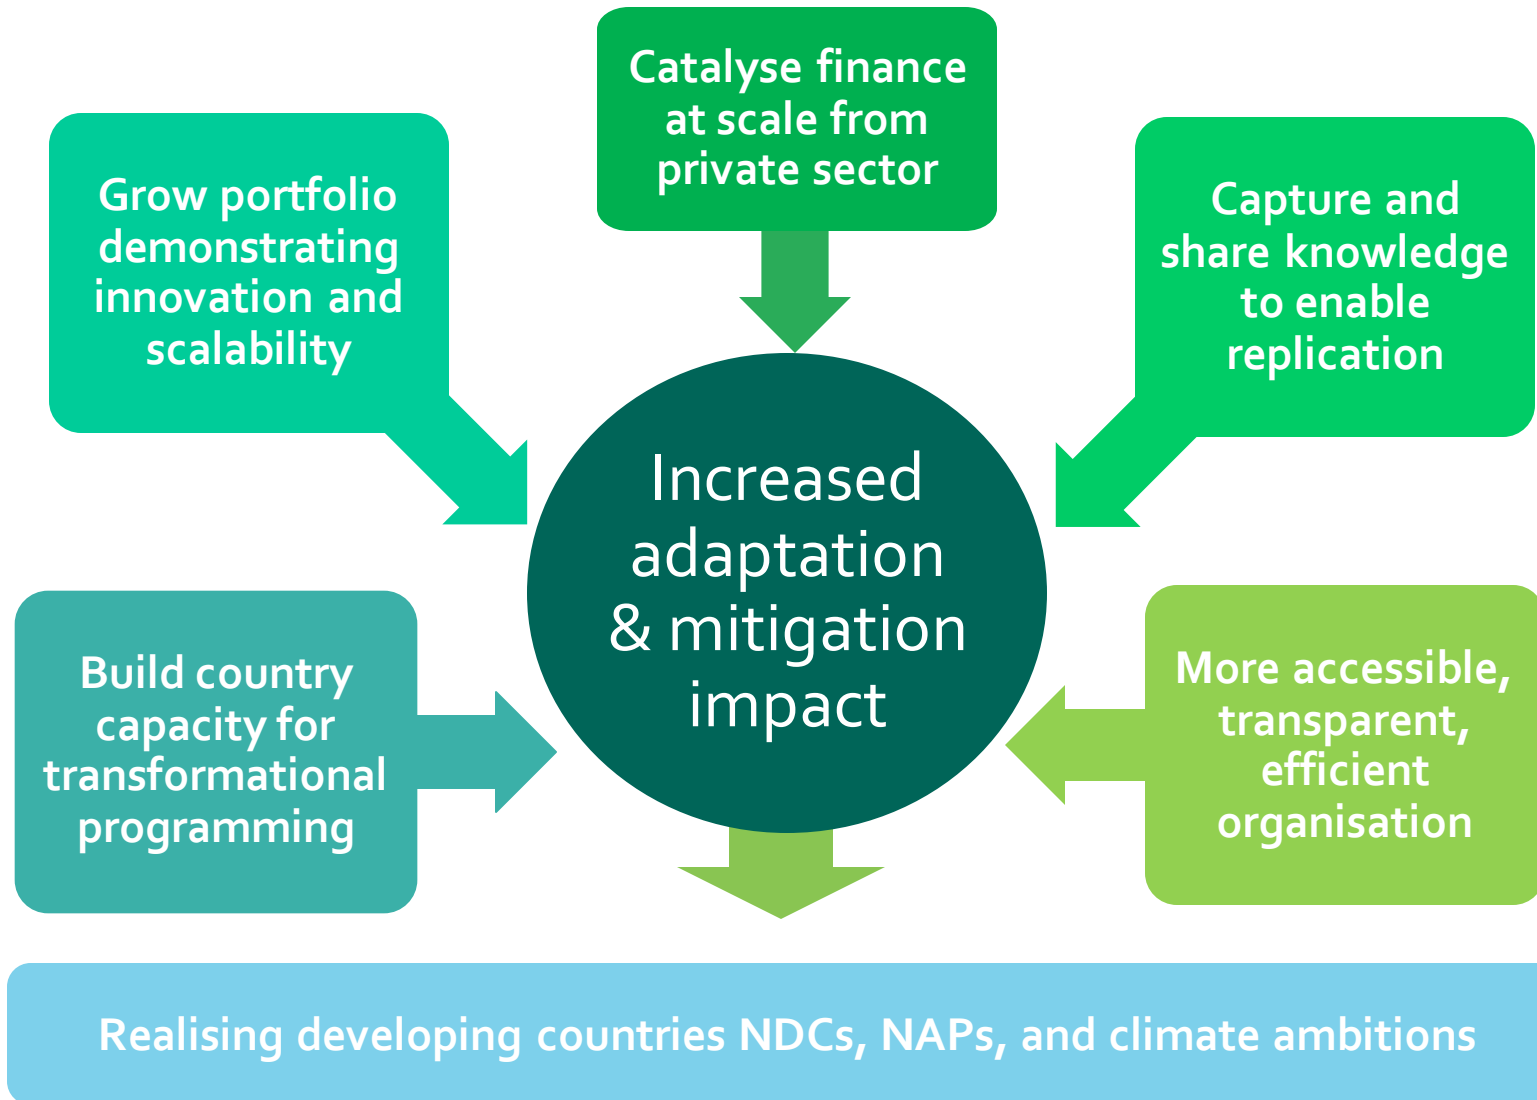 Catalyse finance
at scale from
private sector
Grow portfolio
demonstrating
innovation and
scalability
Capture and
share knowledge
to enable
replication
Increased
adaptation
& mitigation
impact
Build country
capacity for
transformational
programming
More accessible,
transparent,
efficient
organisation
Realising developing countries NDCs, NAPs, and climate ambitions